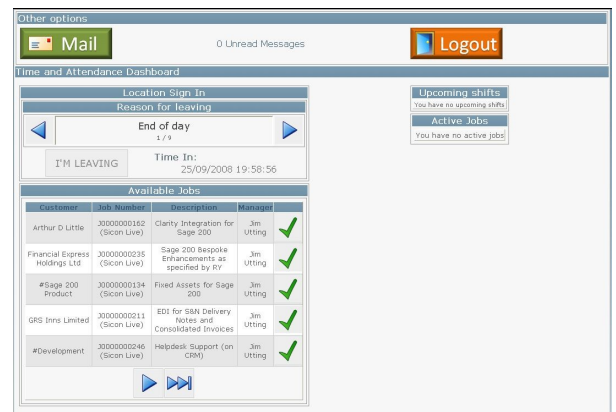 Other options
Mail
0 Unread Messages
Logout
Time and Attendance Dashboard
Location Sign In
Reason for leaving
End of day
1 / 9
I'M LEAVING
Time In:
25/09/2008 19:58:56
Upcoming shifts
You have no upcoming shifts
Active Jobs
You have no active jobs
Available Jobs
Customer Job Number Description Manager
Arthur D Little J0000000162 (Sicon Live) Clarity Integration for Sage 200 Jim Utting
Financial Express Holdings Ltd J0000000235 (Sicon Live) Sage 200 Bespoke Enhancements as specified by RY Jim Utting
#Sage 200 Product J0000000134 (Sicon Live) Fixed Assets for Sage 200 Jim Utting
GRS Inns Limited J0000000211 (Sicon Live) EDI for S&N Delivery Notes and Consolidated Invoices Jim Utting
#Development J0000000246 (Sicon Live) Helpdesk Support (on CRM) Jim Utting